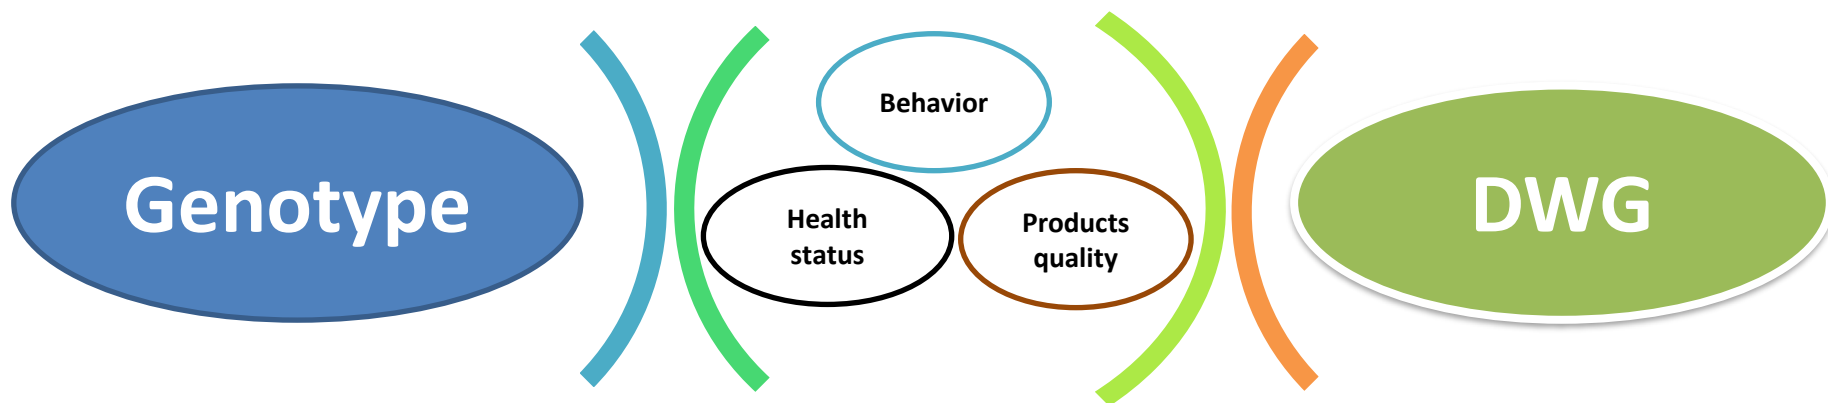 Genotype
Behavior
Health
status
Products
quality
DWG